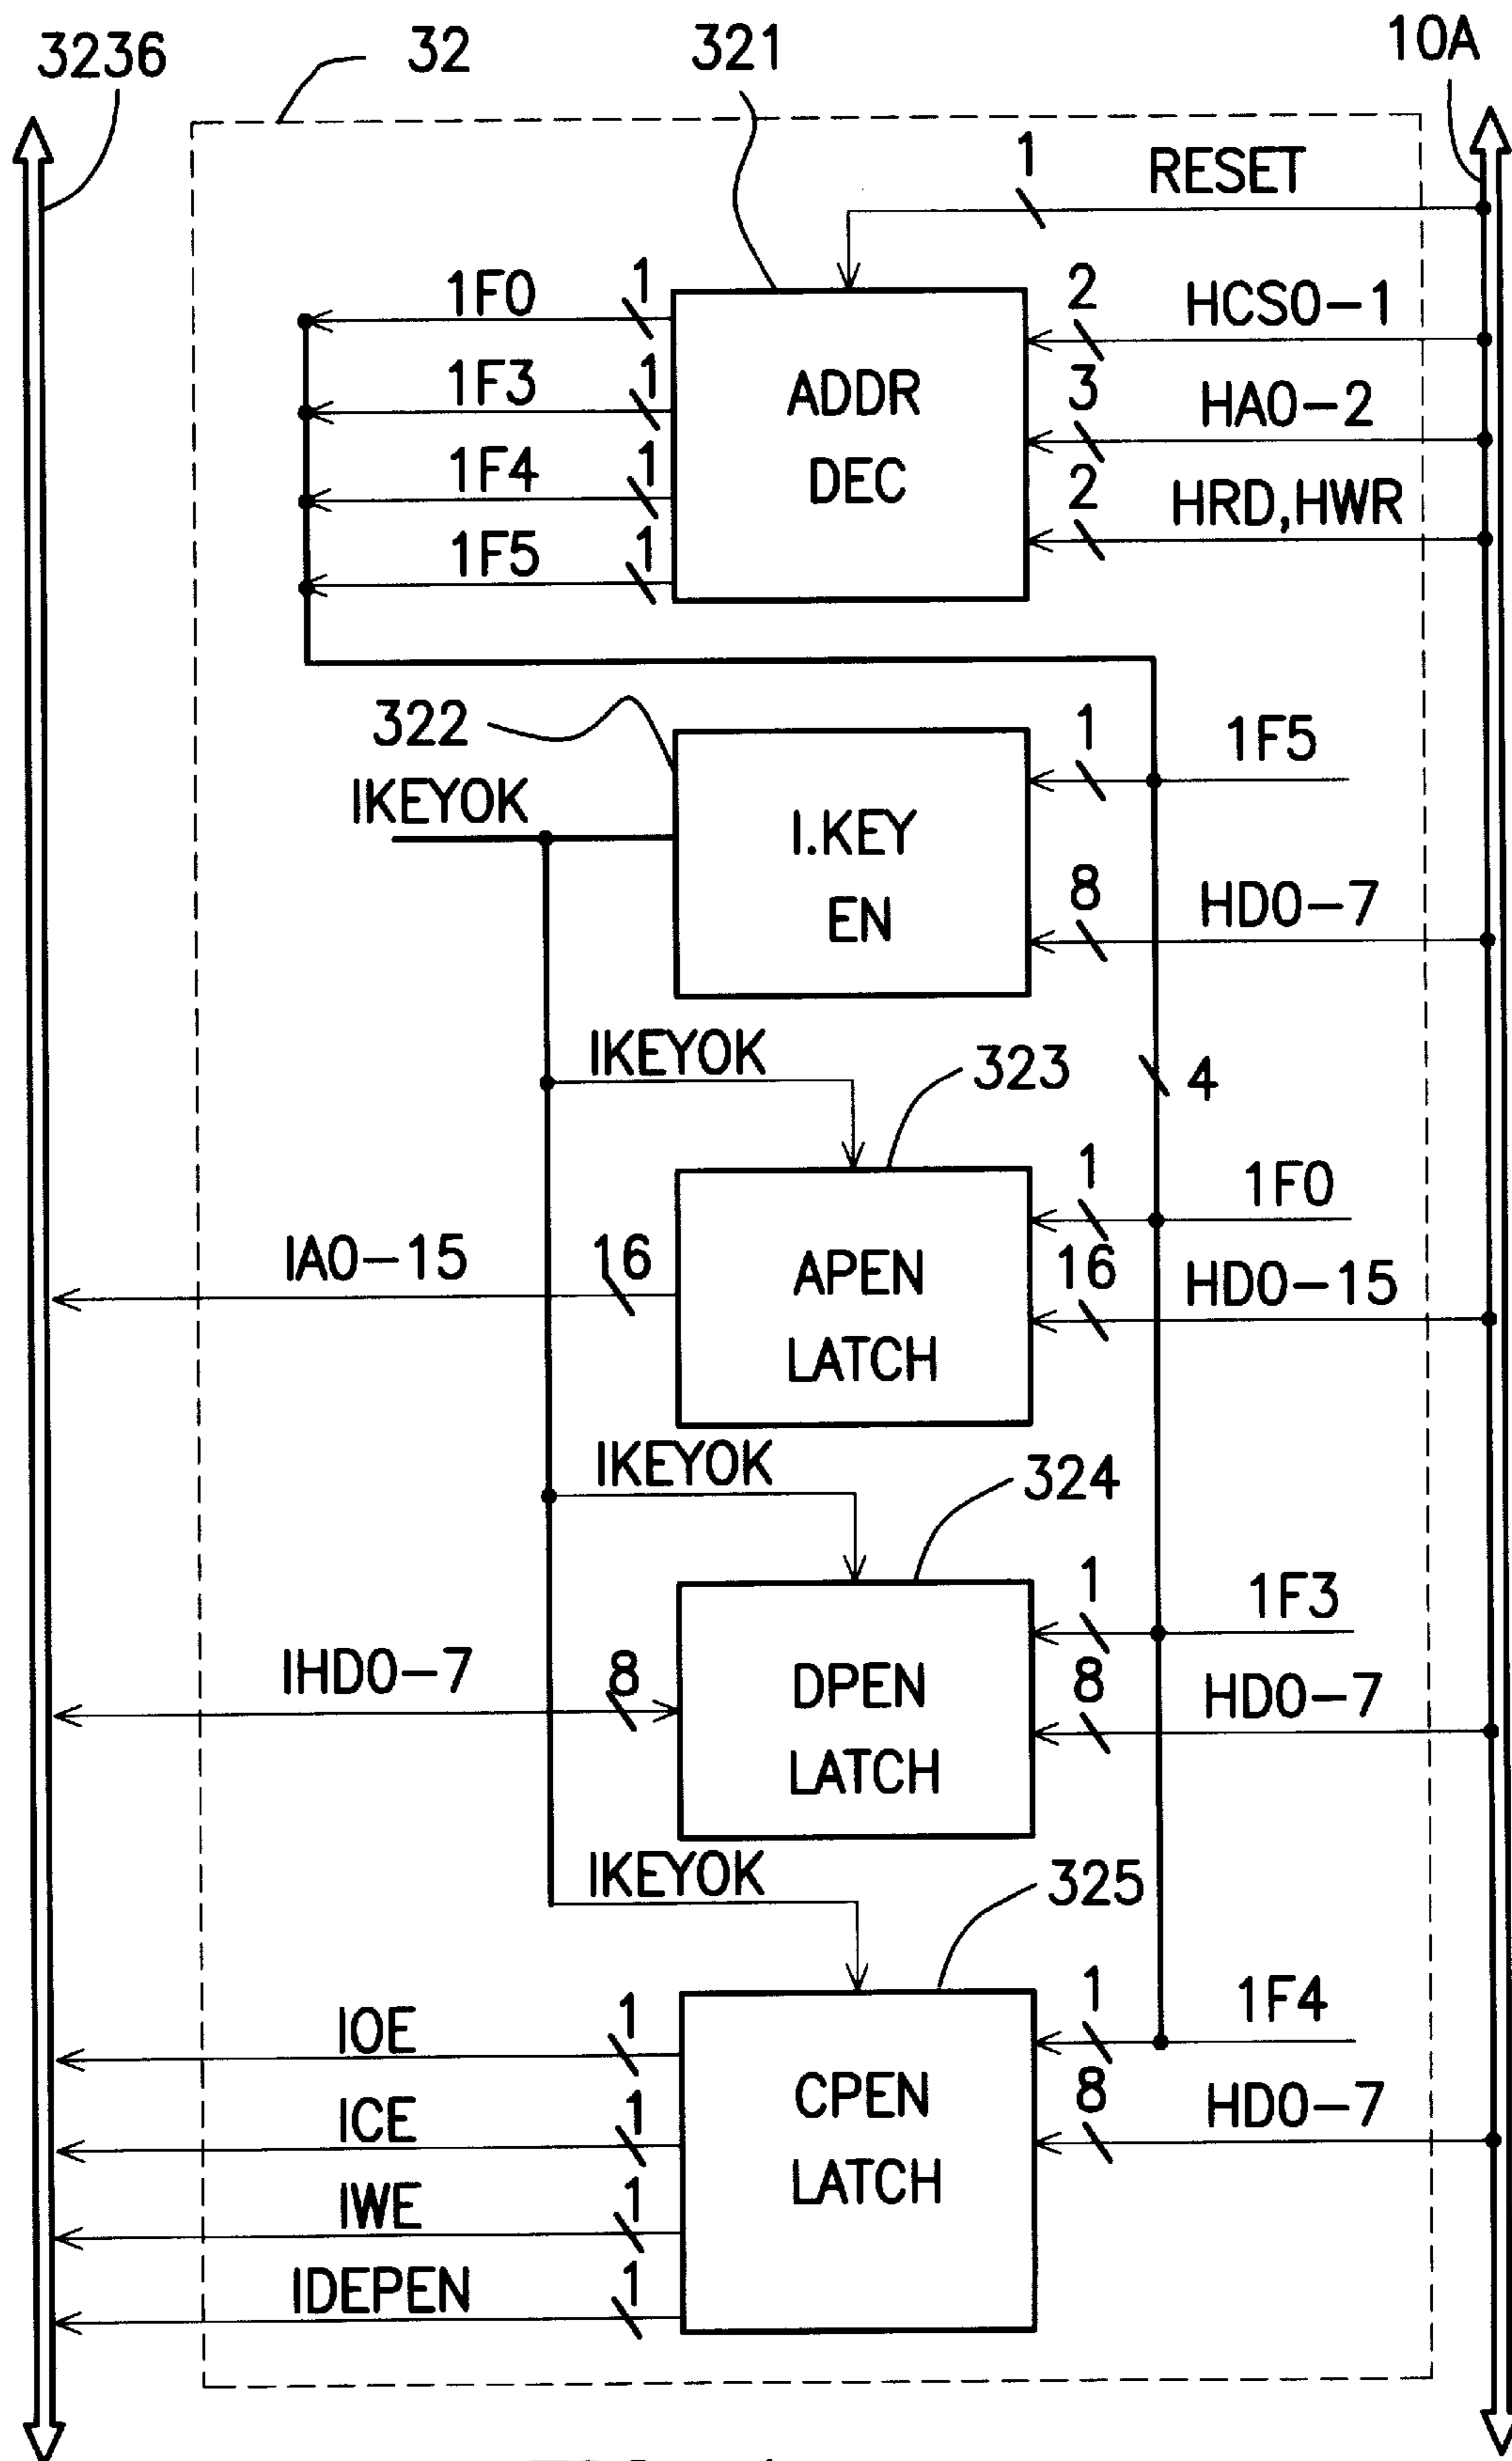 3236
32
321
10A
1
RESET
1F0
1
2
HCS0-1
1F3
1
ADDR
DEC
3
HA0-2
1F4
1
2
HRD,HWR
1F5
1
322
1
1F5
IKEYOK
I.KEY
EN
8
HD0-7
IKEYOK
323
4
1
1F0
IA0-15
16
APEN
LATCH
16
HD0-15
IKEYOK
324
1
1F3
IHD0-7
8
DPEN
LATCH
8
HD0-7
IKEYOK
325
1
1F4
IOE
1
CPEN
LATCH
8
HD0-7
ICE
1
IWE
1
IDEPEN
1